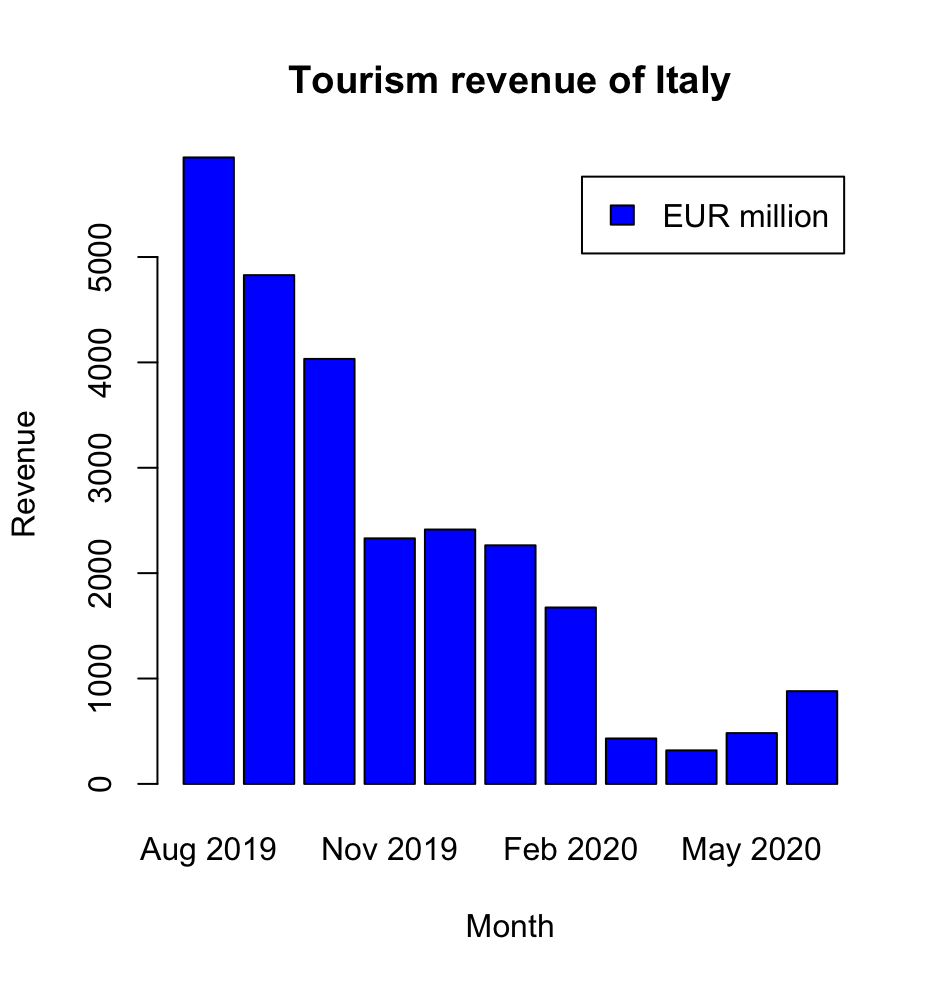 Tourism revenue of Italy
EUR million
Revenue
5000
4000
3000
2000
1000
0
Aug 2019 Nov 2019 Feb 2020 May 2020
Month